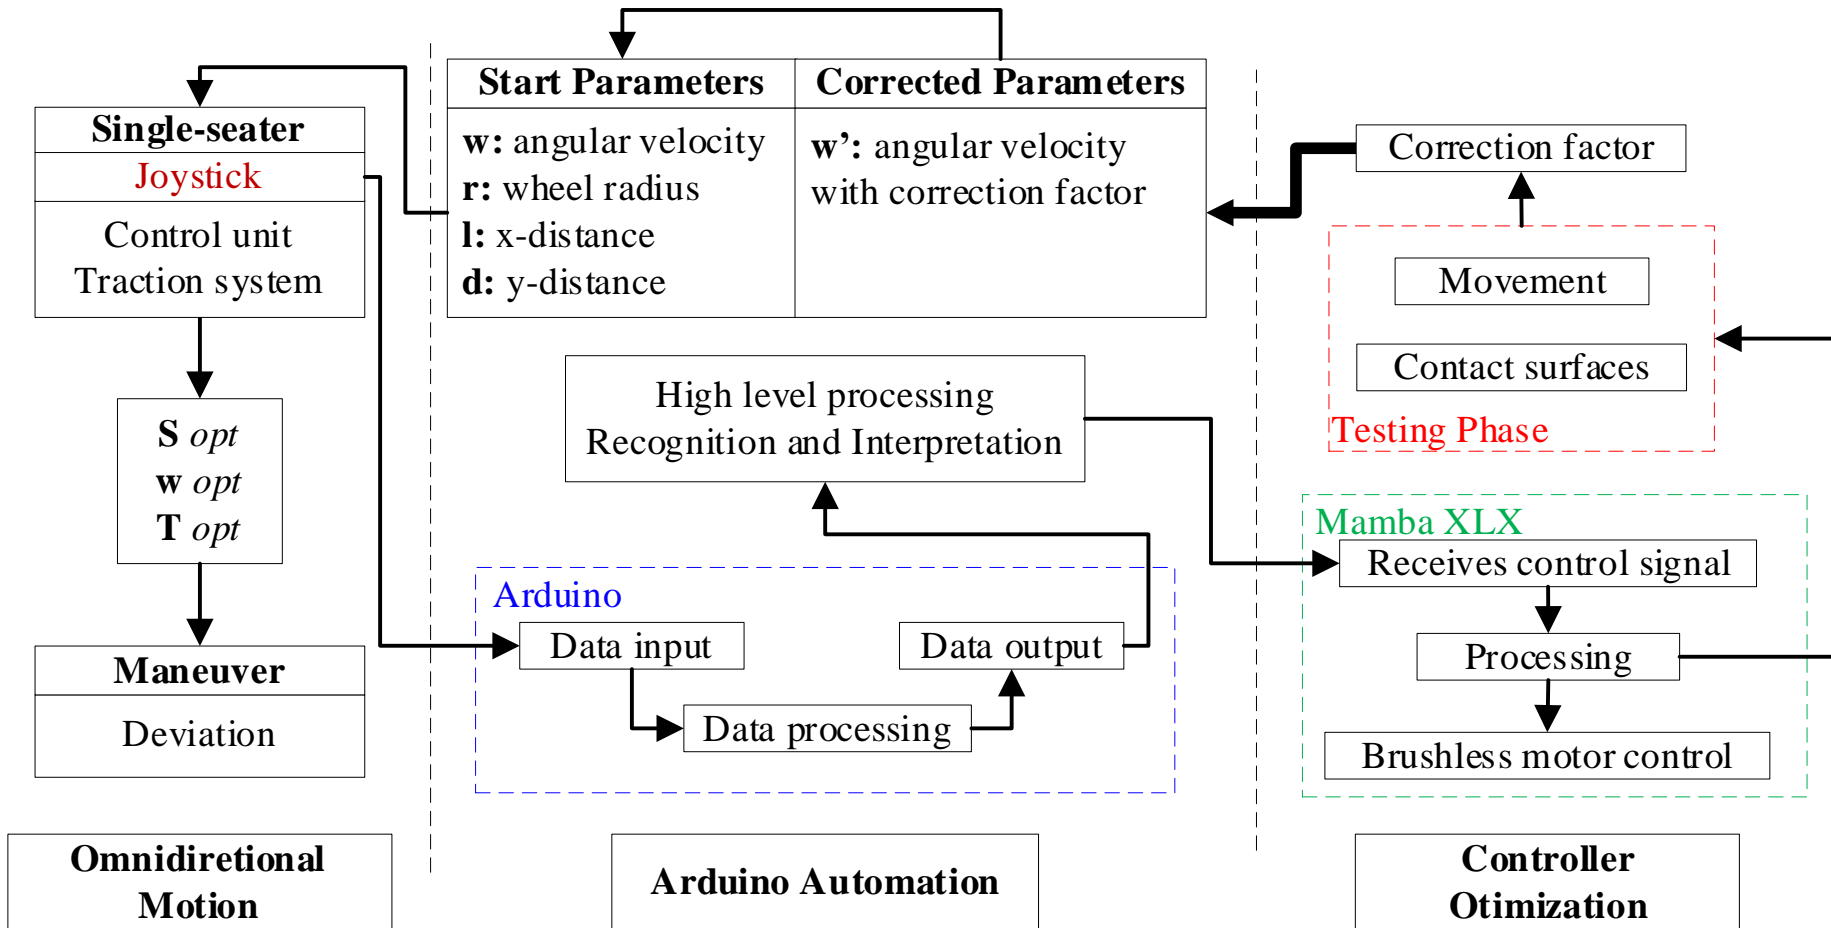 Single-seater
Joystick
Control unit
Traction system
S opt
w opt
T opt
Maneuver
Deviation
Omnidiretional
Motion
Start Parameters
w: angular velocity
r: wheel radius
l: x-distance
d: y-distance
Corrected Parameters
w’: angular velocity
with correction factor
High level processing
Recognition and Interpretation
Arduino
Data input
Data output
Data processing
Arduino Automation
Correction factor
Movement
Contact surfaces
Testing Phase
Mamba XLX
Receives control signal
Processing
Brushless motor control
Controller
Otimization